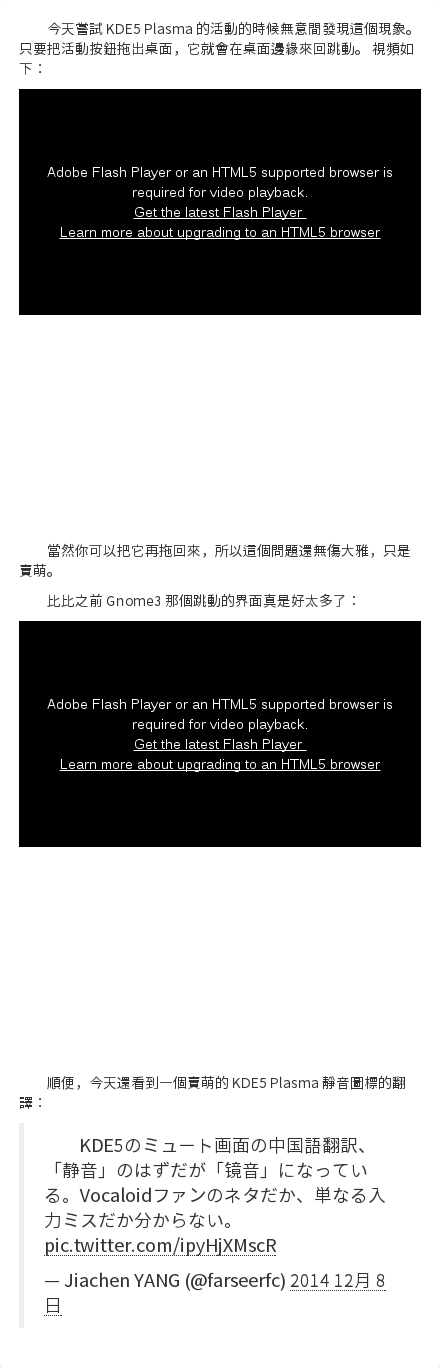 今天嘗試 KDE5 Plasma 的活動的時候無意間發現這個現象。
只要把活動按鈕拖出桌面，它就會在桌面邊緣來回跳動。 視頻如
下：
Adobe Flash Player or an HTML5 supported browser is
required for video playback.
Get the latest Flash Player
Learn more about upgrading to an HTML5 browser
當然你可以把它再拖回來，所以這個問題還無傷大雅，只是
賣萌。
比比之前 Gnome3 那個跳動的界面真是好太多了：
Adobe Flash Player or an HTML5 supported browser is
required for video playback.
Get the latest Flash Player
Learn more about upgrading to an HTML5 browser
順便，今天還看到一個賣萌的 KDE5 Plasma 靜音圖標的翻
譯：
KDE5のミュート画面の中国語翻訳、
「静音」のはずだが「镜音」になってい
る。Vocaloidファンのネタだか、単なる入
力ミスだか分からない。
pic.twitter.com/ipyHjXMscR
— Jiachen YANG (@farseerfc) 2014 12月 8
日